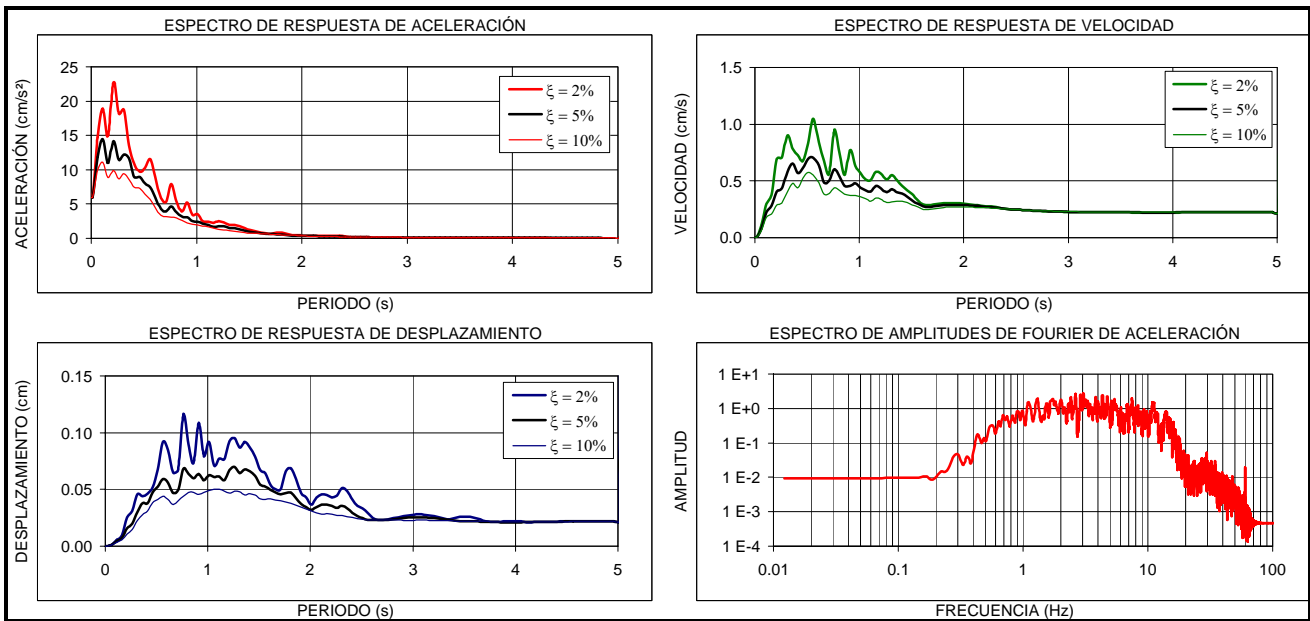 ESPECTRO DE RESPUESTA DE ACELERACIÓN
ACELERACIÓN (cm/s²)
25
20
15
10
5
0
ξ = 2%
ξ = 5%
ξ = 10%
0 1 2 3 4 5
PERIODO (s)
ESPECTRO DE RESPUESTA DE VELOCIDAD
VELOCIDAD (cm/s)
1.5
1.0
0.5
0.0
ξ = 2%
ξ = 5%
ξ = 10%
0 1 2 3 4 5
PERIODO (s)
ESPECTRO DE RESPUESTA DE DESPLAZAMIENTO
DESPLAZAMIENTO (cm)
0.15
0.10
0.05
0.00
ξ = 2%
ξ = 5%
ξ = 10%
0 1 2 3 4 5
PERIODO (s)
ESPECTRO DE AMPLITUDES DE FOURIER DE ACELERACIÓN
AMPLITUD
1 E+1
1 E+0
1 E-1
1 E-2
1 E-3
1 E-4
0.01 0.1 1 10 100
FRECUENCIA (Hz)